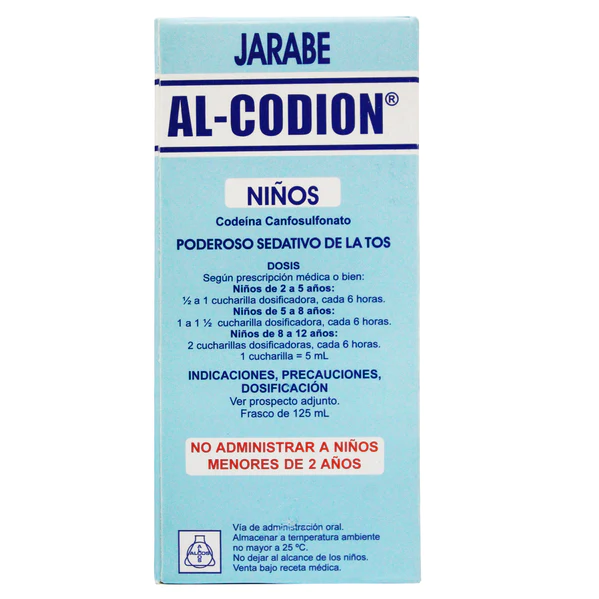 JARABE
AL-CODION®
NIÑOS
Codeína Canfosulfonato
PODEROSO SEDATIVO DE LA TOS
DOSIS
Según prescripción médica o bien:
Niños de 2 a 5 años:
½ a 1 cucharilla dosificadora, cada 6 horas.
Niños de 5 a 8 años:
1 a 1 ½ cucharilla dosificadora, cada 6 horas.
Niños de 8 a 12 años:
2 cucharillas dosificadoras, cada 6 horas.
1 cucharilla = 5 mL
INDICACIONES, PRECAUCIONES,
DOSIFICACIÓN
Ver prospecto adjunto.
Frasco de 125 mL
NO ADMINISTRAR A NIÑOS
MENORES DE 2 AÑOS
ALCOS
Vía de administración oral.
Almacenar a temperatura ambiente
no mayor a 25 ºC.
No dejar al alcance de los niños.
Venta bajo receta médica.